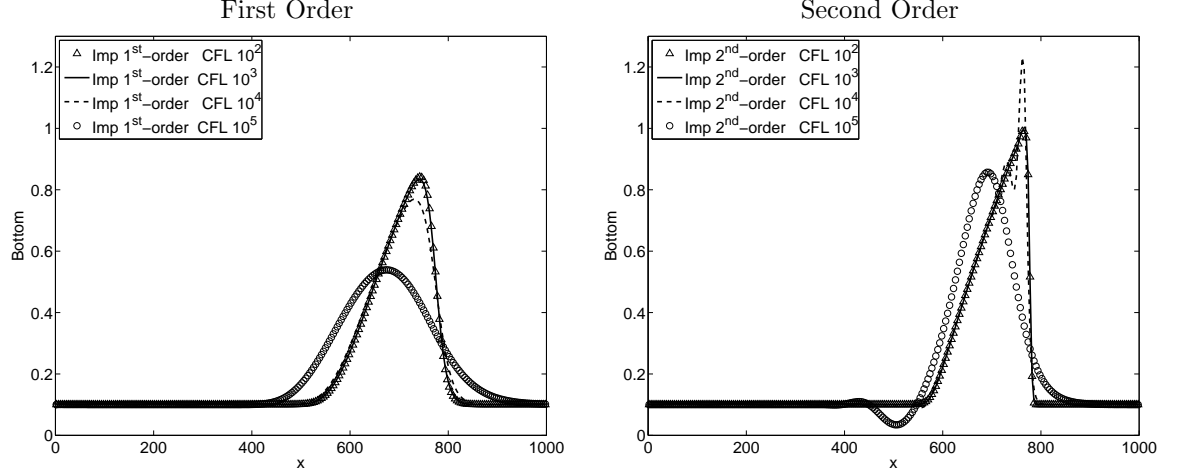 First Order
Imp 1st−order CFL 10^2
Imp 1st−order CFL 10^3
Imp 1st−order CFL 10^4
Imp 1st−order CFL 10^5
1.2
1
0.8
0.6
0.4
0.2
0
Bottom
0 200 400 600 800 1000
x
Second Order
Imp 2nd−order CFL 10^2
Imp 2nd−order CFL 10^3
Imp 2nd−order CFL 10^4
Imp 2nd−order CFL 10^5
1.2
1
0.8
0.6
0.4
0.2
0
Bottom
0 200 400 600 800 1000
x